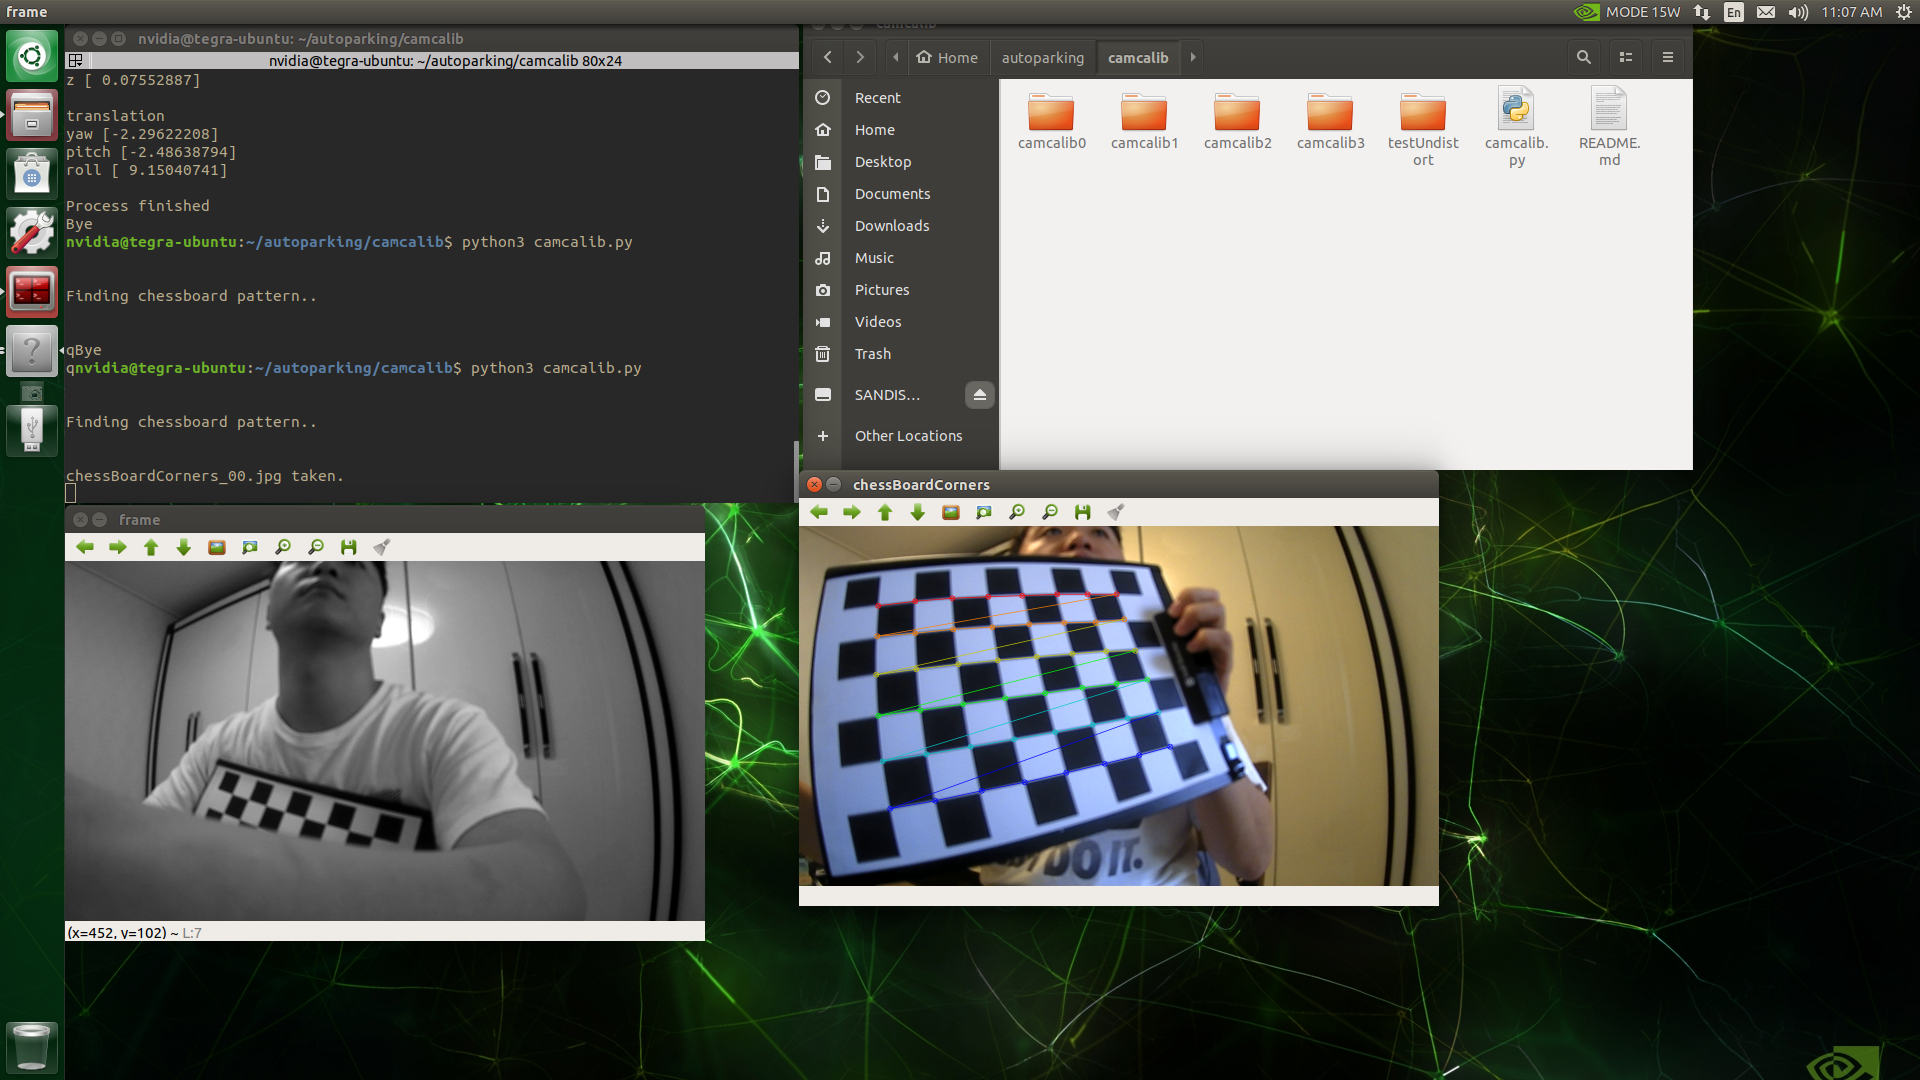 frame
MODE 15W
En
11:07 AM
nvidia@tegra-ubuntu: ~/autoparking/camcalib
nvidia@tegra-ubuntu: ~/autoparking/camcalib 80x24
z [ 0.07552887]
translation
yaw [-2.29622208]
pitch [-2.48638794]
roll [ 9.15040741]
Process finished
Bye
nvidia@tegra-ubuntu:~/autoparking/camcalib$ python3 camcalib.py
Finding chessboard pattern..
qBye
qnvidia@tegra-ubuntu:~/autoparking/camcalib$ python3 camcalib.py
Finding chessboard pattern..
chessBoardCorners_00.jpg taken.
camcalib
Home
autoparking
camcalib
Recent
Home
Desktop
Documents
Downloads
Music
Pictures
Videos
Trash
SANDIS...
Other Locations
camcalib0
camcalib1
camcalib2
camcalib3
testUndist
ort
camcalib.
py
README.
md
frame
(x=452, y=102) ~ L:7
chessBoardCorners
DO IT.